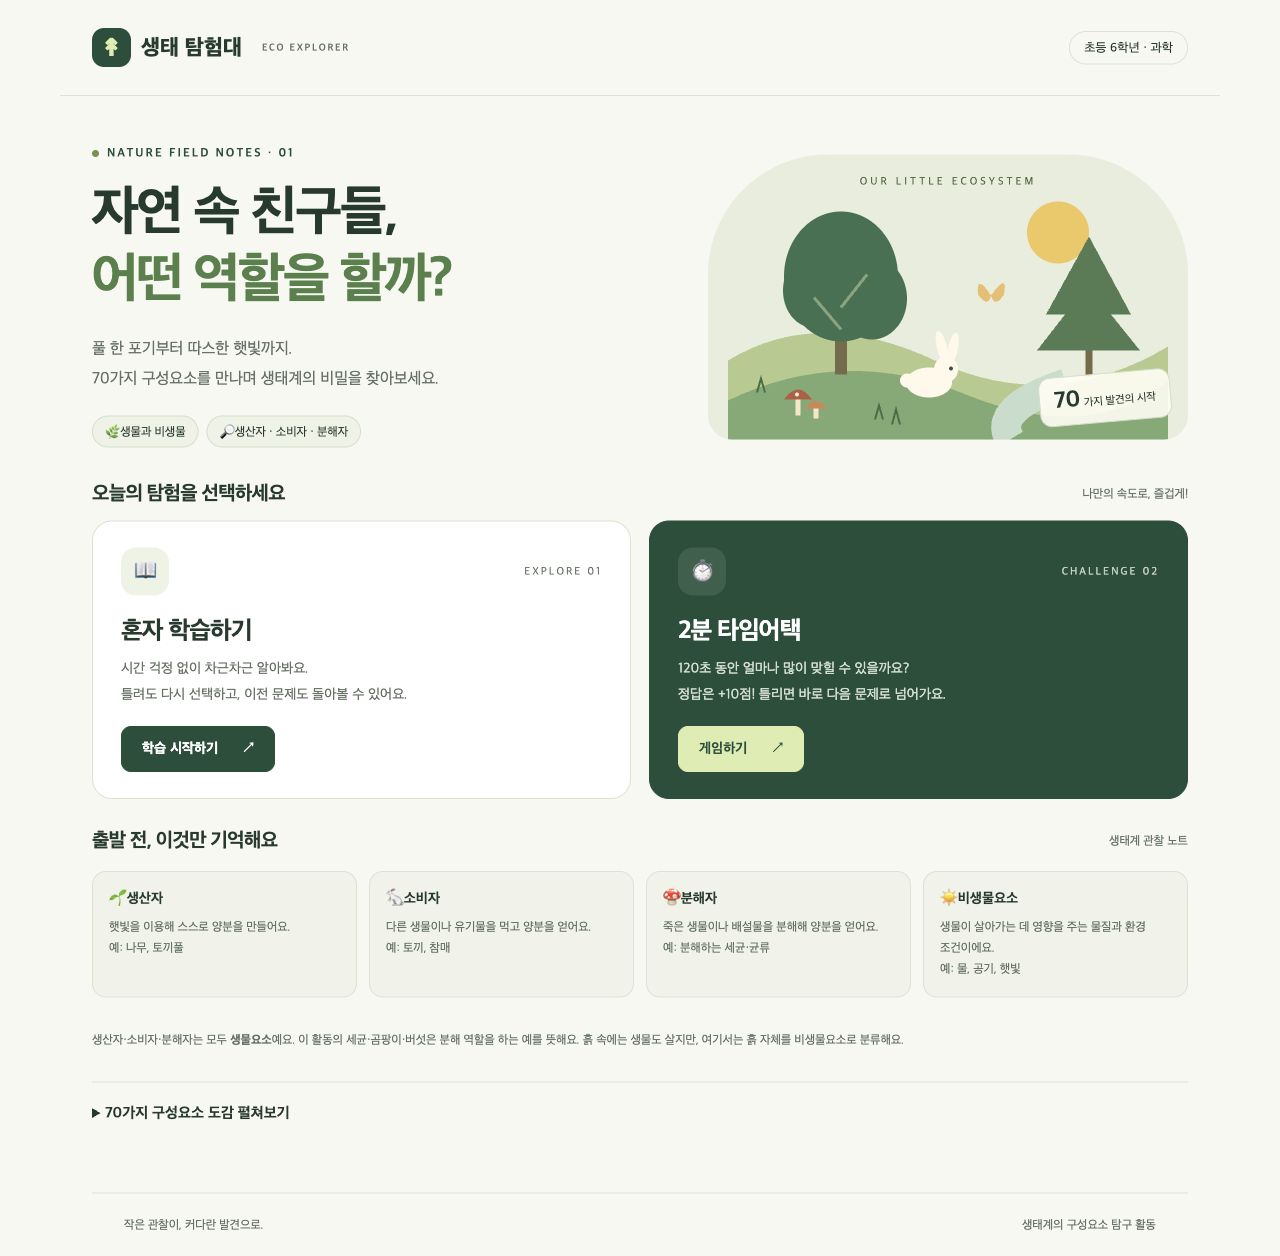 생태 탐험대
ECO EXPLORER
초등 6학년 · 과학
NATURE FIELD NOTES · 01
자연 속 친구들,
어떤 역할을 할까?
풀 한 포기부터 따스한 햇빛까지.
70가지 구성요소를 만나며 생태계의 비밀을 찾아보세요.
생물과 비생물
생산자 · 소비자 · 분해자
OUR LITTLE ECOSYSTEM
70 가지 발견의 시작
오늘의 탐험을 선택하세요
나만의 속도로, 즐겁게!
EXPLORE 01
혼자 학습하기
시간 걱정 없이 차근차근 알아봐요.
틀려도 다시 선택하고, 이전 문제도 돌아볼 수 있어요.
학습 시작하기 ↗
CHALLENGE 02
2분 타임어택
120초 동안 얼마나 많이 맞힐 수 있을까요?
정답은 +10점! 틀리면 바로 다음 문제로 넘어가요.
게임하기 ↗
출발 전, 이것만 기억해요
생태계 관찰 노트
생산자
햇빛을 이용해 스스로 양분을 만들어요.
예: 나무, 토끼풀
소비자
다른 생물이나 유기물을 먹고 양분을 얻어요.
예: 토끼, 참매
분해자
죽은 생물이나 배설물을 분해해 양분을 얻어요.
예: 분해하는 세균·균류
비생물요소
생물이 살아가는 데 영향을 주는 물질과 환경
조건이에요.
예: 물, 공기, 햇빛
생산자·소비자·분해자는 모두 생물요소예요. 이 활동의 세균·곰팡이·버섯은 분해 역할을 하는 예를 뜻해요. 흙 속에는 생물도 살지만, 여기서는 흙 자체를 비생물요소로 분류해요.
▶ 70가지 구성요소 도감 펼쳐보기
작은 관찰이, 커다란 발견으로.
생태계의 구성요소 탐구 활동